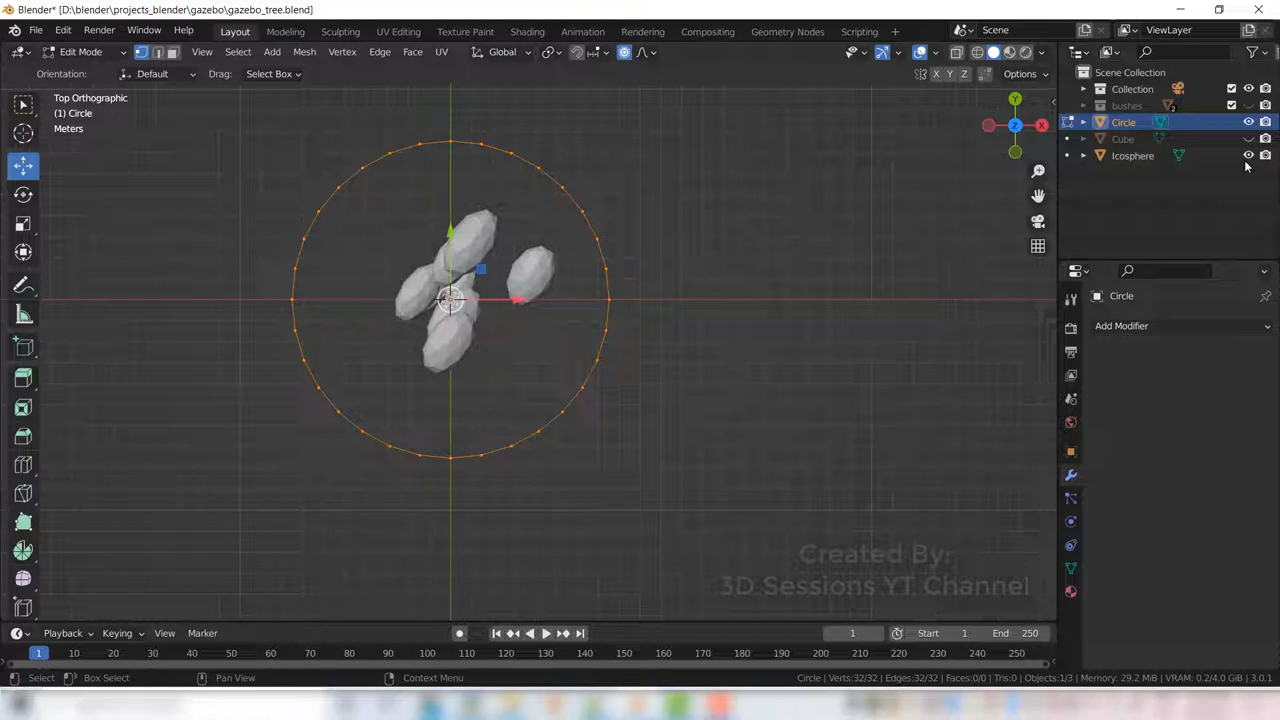 Blender* [D:\blender\projects_blender\gazebo\gazebo_tree.blend]
File Edit Render Window Help Layout Modeling Sculpting UV Editing Texture Paint Shading Animation Rendering Compositing Geometry Nodes Scripting + Scene ViewLayer
Edit Mode View Select Add Mesh Vertex Edge Face UV Global
Orientation: Default Drag: Select Box X Y Z Options
Top Orthographic
(1) Circle
Meters
Y
Z
X
Scene Collection
Collection
bushes 2
Circle
Cube
Icosphere
Circle
Add Modifier
Created By:
3D Sessions YT Channel
Playback Keying View Marker 1 Start 1 End 250
1 10 20 30 40 50 60 70 80 90 100 110 120 130 140 150 160 170 180 190 200 210 220 230 240 250
Select Box Select Pan View Context Menu Circle | Verts:32/32 | Edges:32/32 | Faces:0/0 | Tris:0 | Objects:1/3 | Memory: 29.2 MiB | VRAM: 0.2/4.0 GiB | 3.0.1